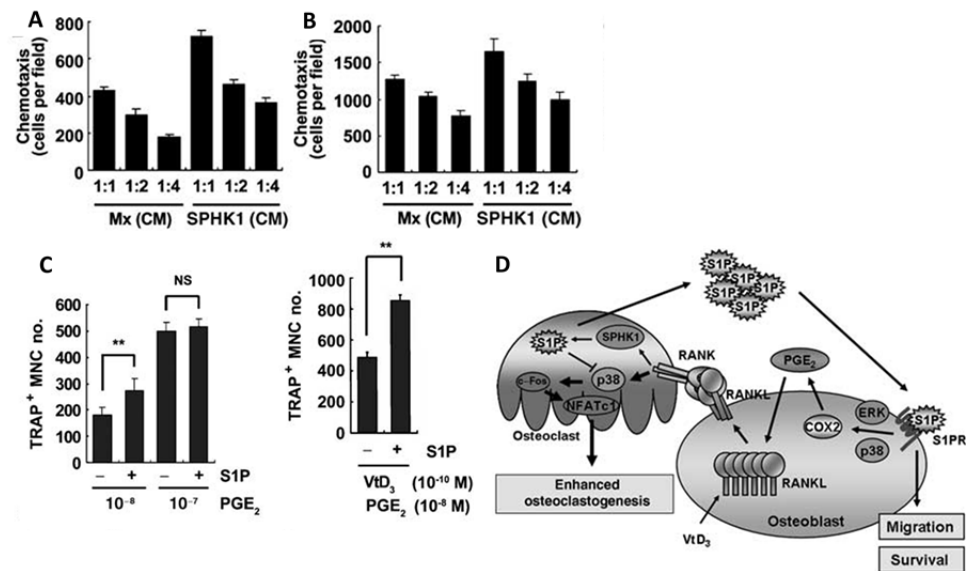 A
Chemotaxis
(cells per field)
800
600
400
200
0
1:1 1:2 1:4 1:1 1:2 1:4
Mx (CM) SPHK1 (CM)
B
Chemotaxis
(cells per field)
2000
1500
1000
500
0
1:1 1:2 1:4 1:1 1:2 1:4
Mx (CM) SPHK1 (CM)
C
TRAP⁺ MNC no.
600
500
400
300
200
100
0
**
NS
– + – + S1P
10⁻⁸ 10⁻⁷ PGE₂
TRAP⁺ MNC no.
1000
800
600
400
200
0
**
– + S1P
VtD₃ (10⁻¹⁰ M)
PGE₂ (10⁻⁸ M)
D
S1P
S1P
S1P
S1P
S1P
S1P
S1P
SPHK1
RANK
p38
c-Fos
NFATc1
Osteoclast
RANKL
Enhanced
osteoclastogenesis
PGE₂
COX2
ERK
p38
S1P
S1PR
RANKL
VtD₃
Osteoblast
Migration
Survival